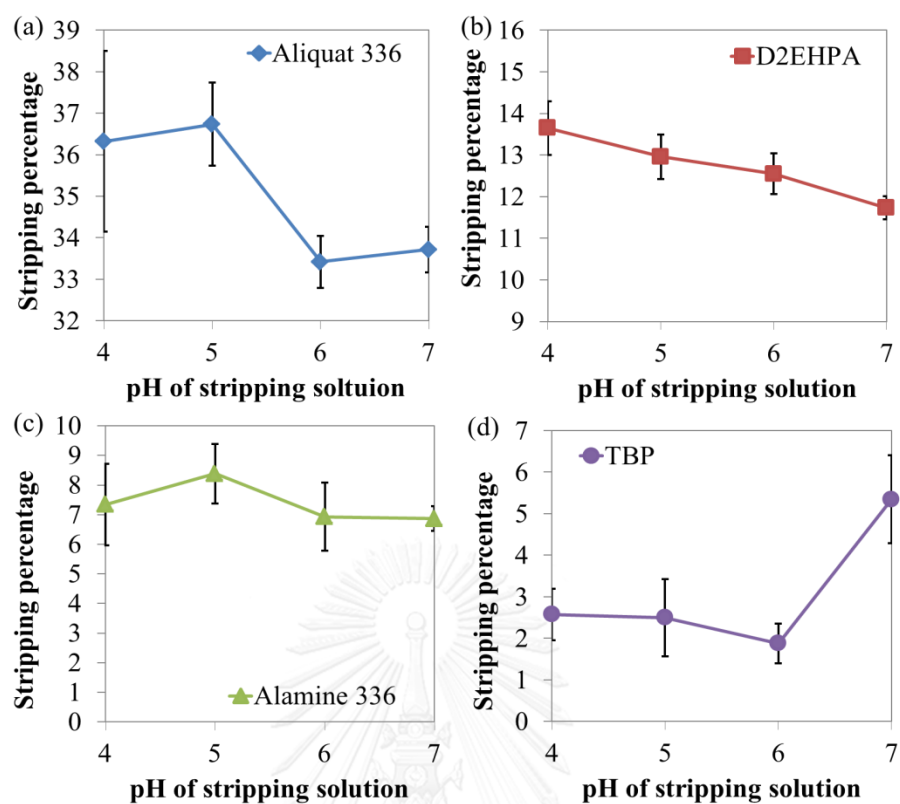 (a)
Aliquat 336
Stripping percentage
39
38
37
36
35
34
33
32
4 5 6 7
pH of stripping soltuion
(b)
D2EHPA
Stripping percentage
16
15
14
13
12
11
10
9
4 5 6 7
pH of stripping solution
(c)
Alamine 336
Stripping percentage
10
9
8
7
6
5
4
3
2
1
0
4 5 6 7
pH of stripping solution
(d)
TBP
Stripping percentage
7
6
5
4
3
2
1
0
4 5 6 7
pH of stripping solution